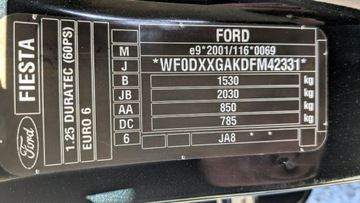 FORD
M e9*2001/116*0069
J *WF0DXXGAKDFM42331*
B 1530 kg
JB 2030 kg
AA 850 kg
DC 785 kg
6 JA8
FIESTA
1.25 DURATEC (60PS)
EURO 6
Ford